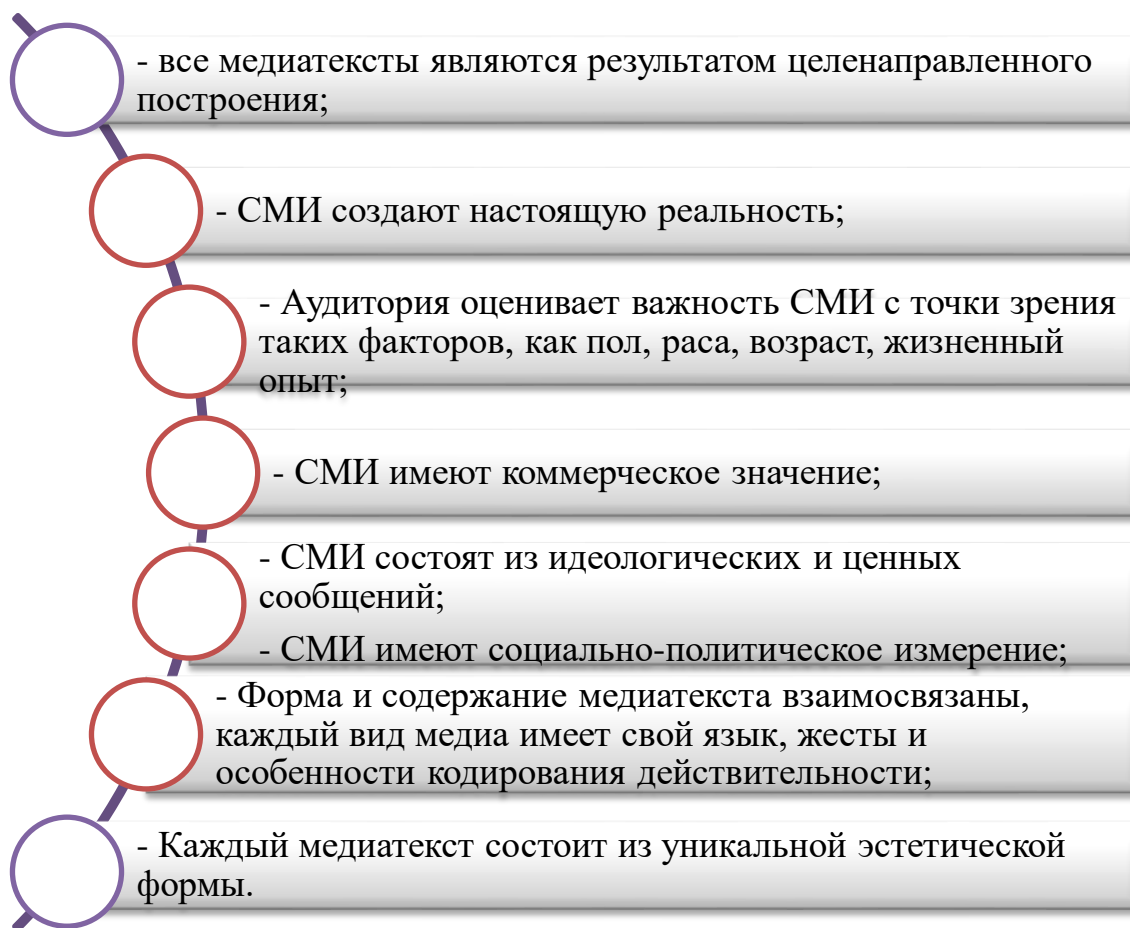 - все медиатексты являются результатом целенаправленного
построения;
- СМИ создают настоящую реальность;
- Аудитория оценивает важность СМИ с точки зрения
таких факторов, как пол, раса, возраст, жизненный
опыт;
- СМИ имеют коммерческое значение;
- СМИ состоят из идеологических и ценных
сообщений;
- СМИ имеют социально-политическое измерение;
- Форма и содержание медиатекста взаимосвязаны,
каждый вид медиа имеет свой язык, жесты и
особенности кодирования действительности;
- Каждый медиатекст состоит из уникальной эстетической
формы.